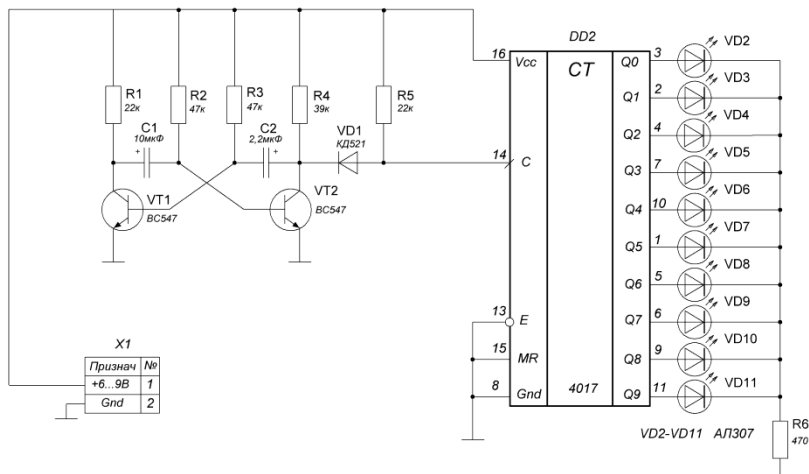 DD2
16
Vcc
CT
Q0
3
VD2
Q1
2
VD3
Q2
4
VD4
Q3
7
VD5
Q4
10
VD6
Q5
1
VD7
Q6
5
VD8
Q7
6
VD9
Q8
9
VD10
Q9
11
VD11
R1
22к
R2
47к
R3
47к
R4
39к
R5
22к
C1
+
10мкФ
C2
2,2мкФ
+
VD1
КД521
14
C
VT1
BC547
VT2
BC547
13
E
15
MR
8
Gnd
4017
X1
Признач №
+6...9В 1
Gnd 2
VD2-VD11 АЛ307
R6
470